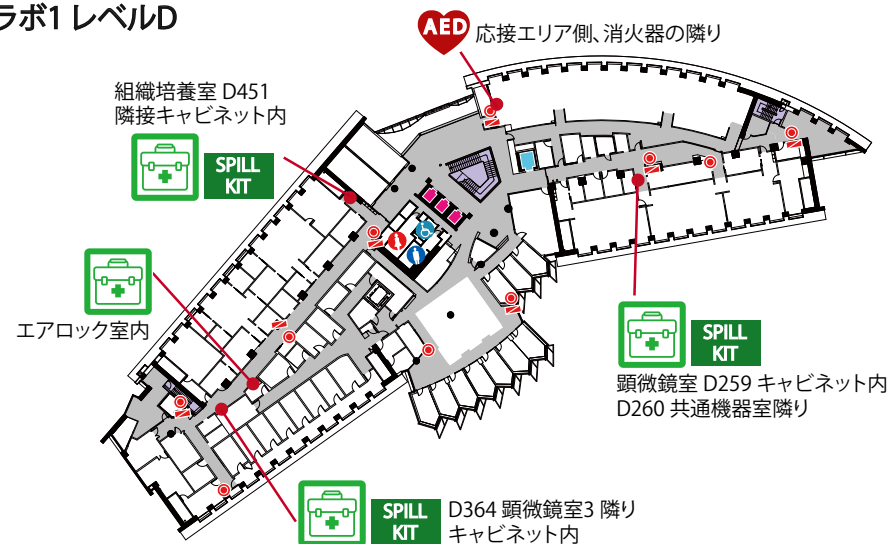 ラボ1 レベルD
AED
応接エリア側、消火器の隣り
組織培養室 D451
隣接キャビネット内
SPILL
KIT
エアロック室内
SPILL
KIT
顕微鏡室 D259 キャビネット内
D260 共通機器室隣り
SPILL
KIT
D364 顕微鏡室3 隣り
キャビネット内